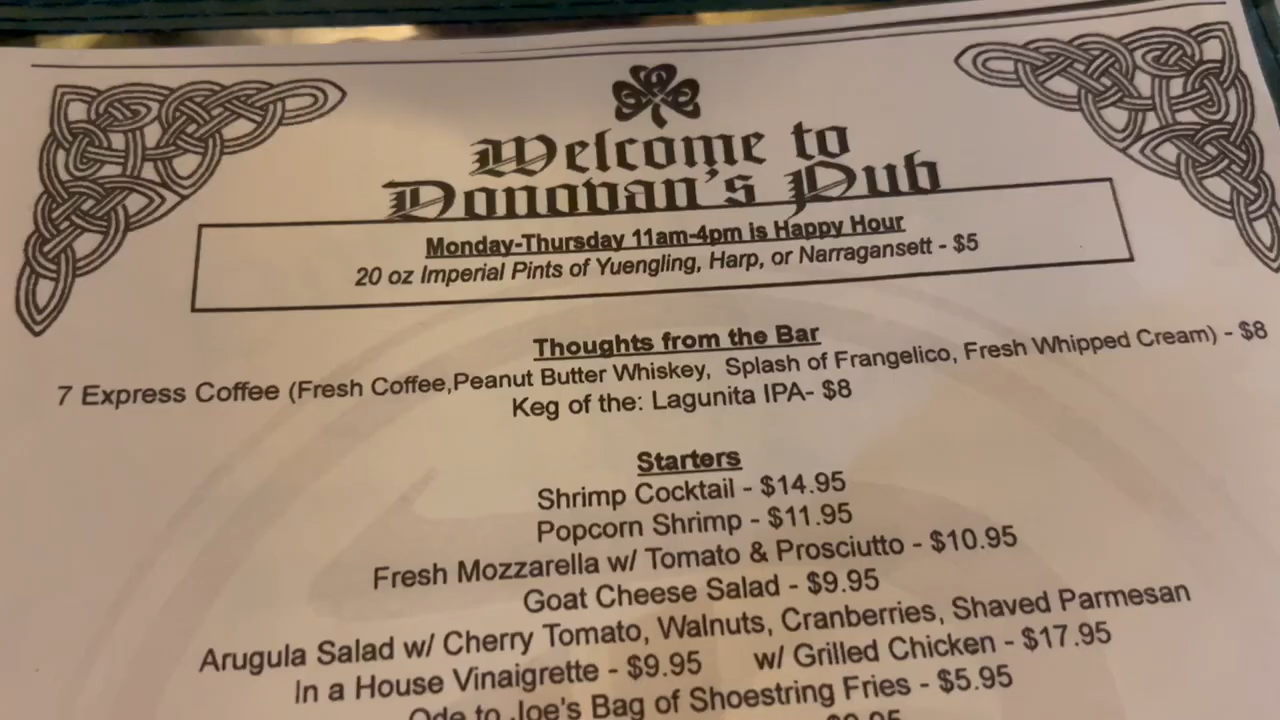 Welcome to
Donovan's Pub
Monday-Thursday 11am-4pm is Happy Hour
20 oz Imperial Pints of Yuengling, Harp, or Narragansett - $5
Thoughts from the Bar
7 Express Coffee (Fresh Coffee,Peanut Butter Whiskey, Splash of Frangelico, Fresh Whipped Cream) - $8
Keg of the: Lagunita IPA- $8
Starters
Shrimp Cocktail - $14.95
Popcorn Shrimp - $11.95
Fresh Mozzarella w/ Tomato & Prosciutto - $10.95
Goat Cheese Salad - $9.95
Arugula Salad w/ Cherry Tomato, Walnuts, Cranberries, Shaved Parmesan
In a House Vinaigrette - $9.95 w/ Grilled Chicken - $17.95
Ode to Joe's Bag of Shoestring Fries - $5.95